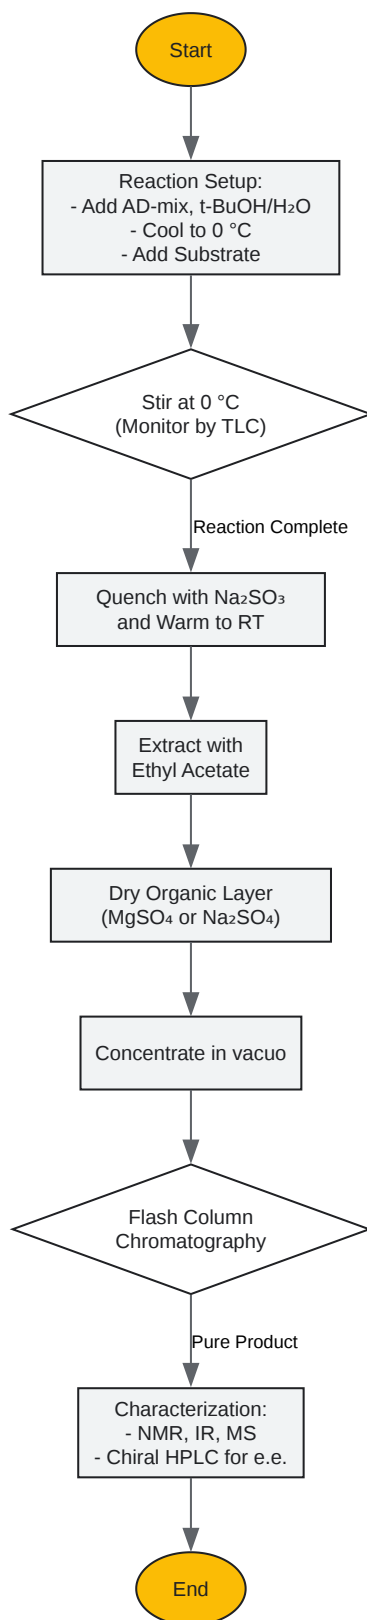 Start
Reaction Setup:
- Add AD-mix, t-BuOH/H₂O
- Cool to 0 °C
- Add Substrate
Stir at 0 °C
(Monitor by TLC)
Reaction Complete
Quench with Na₂SO₃
and Warm to RT
Extract with
Ethyl Acetate
Dry Organic Layer
(MgSO₄ or Na₂SO₄)
Concentrate in vacuo
Flash Column
Chromatography
Pure Product
Characterization:
- NMR, IR, MS
- Chiral HPLC for e.e.
End